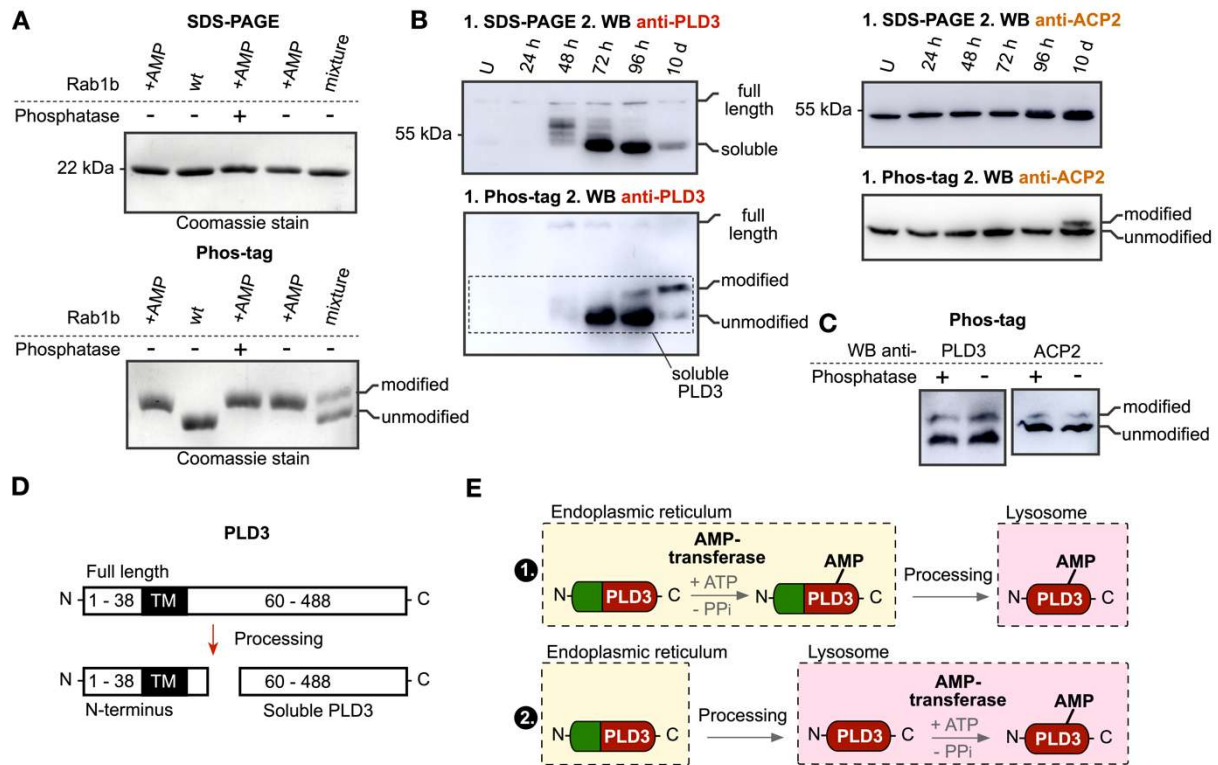 A
SDS-PAGE
Rab1b +AMP wt +AMP +AMP mixture
Phosphatase - - + - -
22 kDa
Coomassie stain
Phos-tag
Rab1b +AMP wt +AMP +AMP mixture
Phosphatase - - + - -
modified
unmodified
Coomassie stain
B
1. SDS-PAGE 2. WB anti-PLD3
U 24 h 48 h 72 h 96 h 10 d
full
length
55 kDa
soluble
1. Phos-tag 2. WB anti-PLD3
full
length
modified
unmodified
soluble
PLD3
1. SDS-PAGE 2. WB anti-ACP2
U 24 h 48 h 72 h 96 h 10 d
55 kDa
1. Phos-tag 2. WB anti-ACP2
modified
unmodified
C
Phos-tag
WB anti- PLD3 ACP2
Phosphatase + - + -
modified
unmodified
D
PLD3
Full length
N 1 - 38 TM 60 - 488 C
Processing
N 1 - 38 TM 60 - 488 C
N-terminus Soluble PLD3
E
Endoplasmic reticulum Lysosome
1. N PLD3 C AMP-
transferase
+ ATP
- PPi
AMP
N PLD3 C
Processing
AMP
N PLD3 C
Endoplasmic reticulum Lysosome
2. N PLD3 C
Processing
N PLD3 C
AMP-
transferase
+ ATP
- PPi
AMP
N PLD3 C